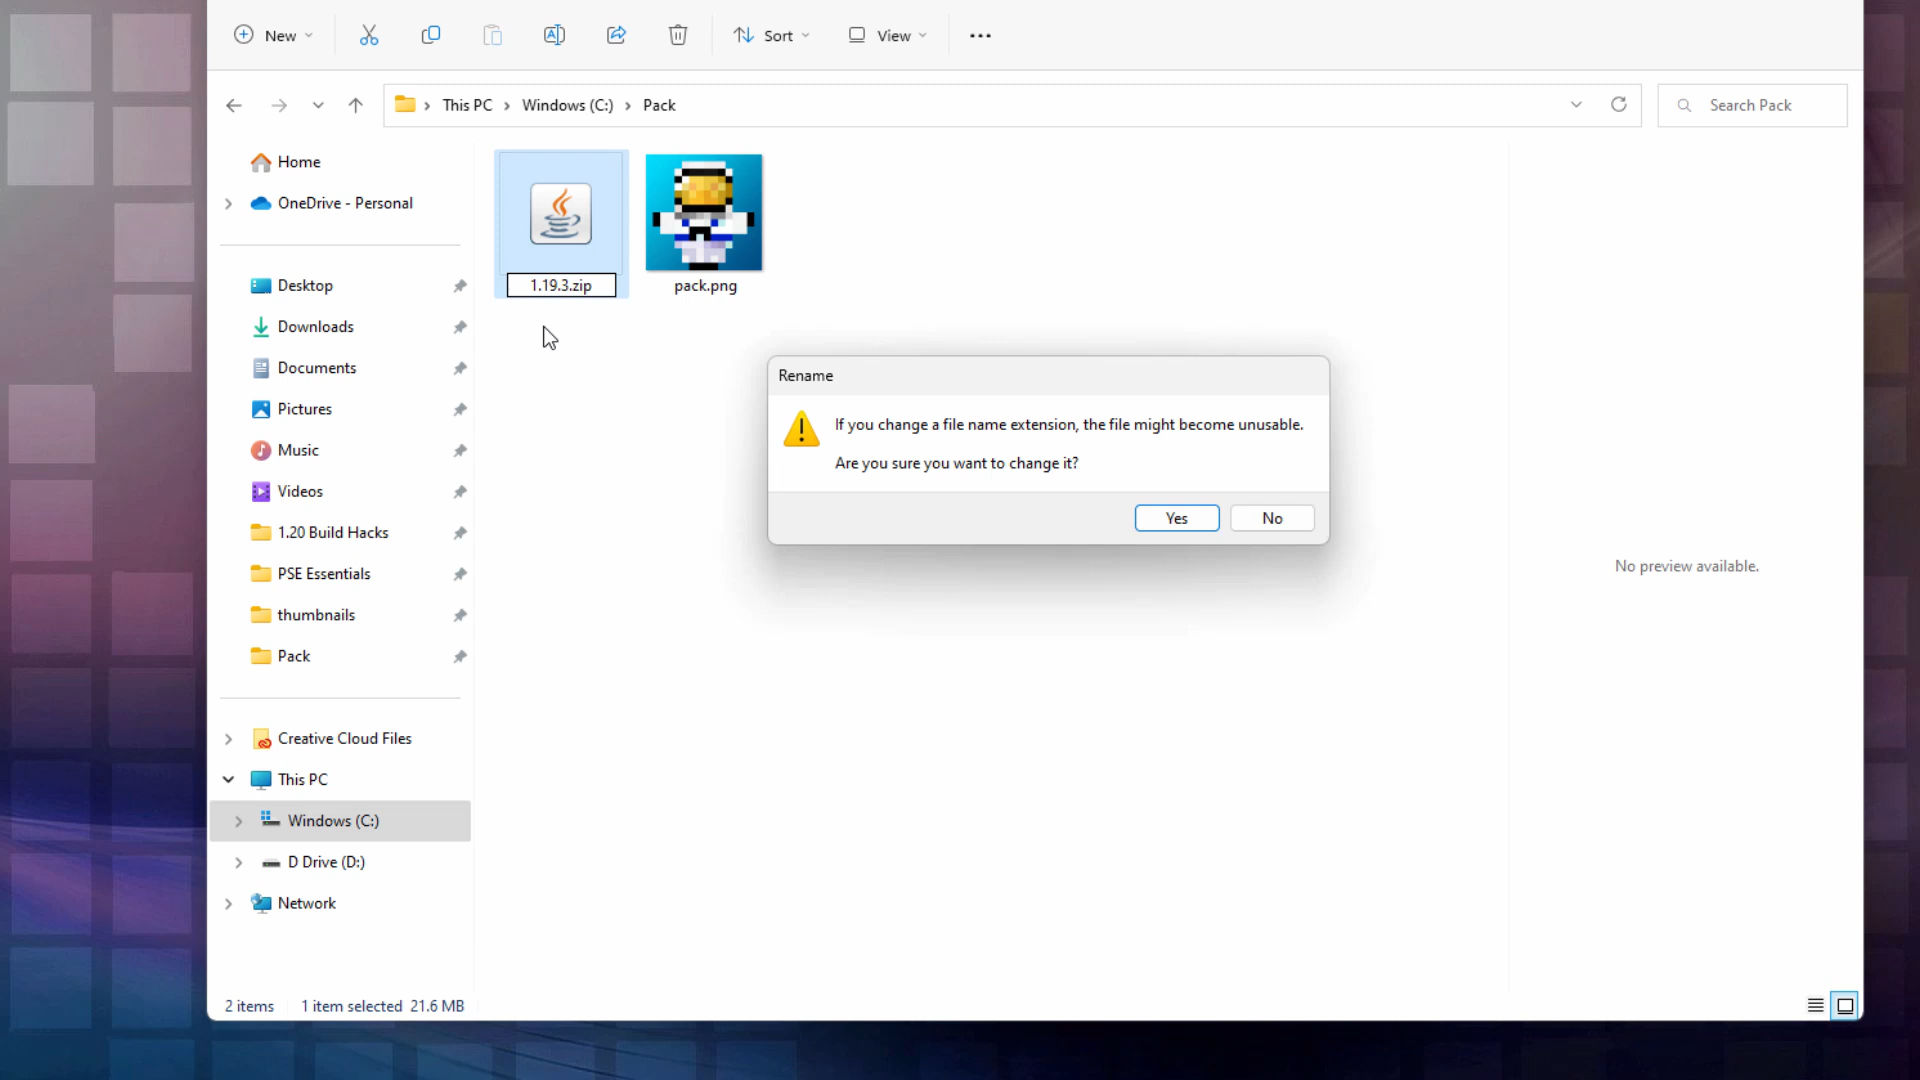 New
Sort
View
This PC
Windows (C:)
Pack
Search Pack
Home
OneDrive - Personal
Desktop
Downloads
Documents
Pictures
Music
Videos
1.20 Build Hacks
PSE Essentials
thumbnails
Pack
Creative Cloud Files
This PC
Windows (C:)
D Drive (D:)
Network
1.19.3.zip
pack.png
Rename
If you change a file name extension, the file might become unusable.
Are you sure you want to change it?
Yes
No
No preview available.
2 items
1 item selected 21.6 MB